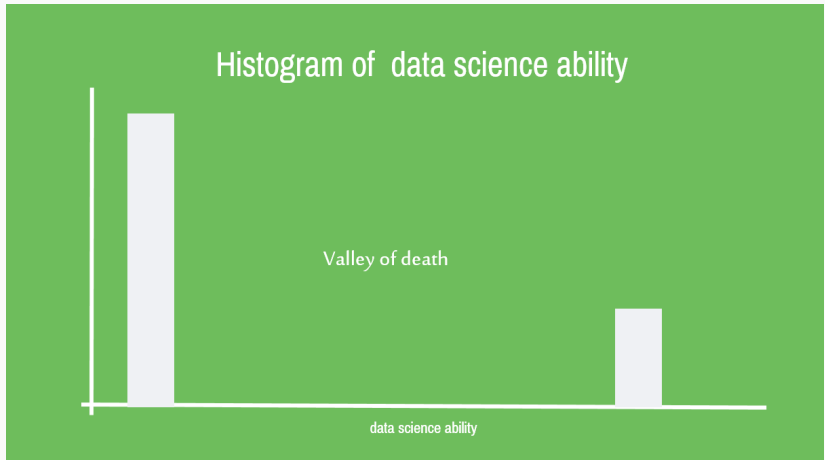 Histogram of  data science ability
Valley of death
data science ability